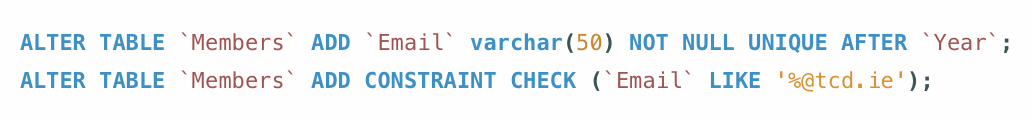 ALTER TABLE `Members` ADD `Email` varchar(50) NOT NULL UNIQUE AFTER `Year`;
ALTER TABLE `Members` ADD CONSTRAINT CHECK (`Email` LIKE '%@tcd.ie');